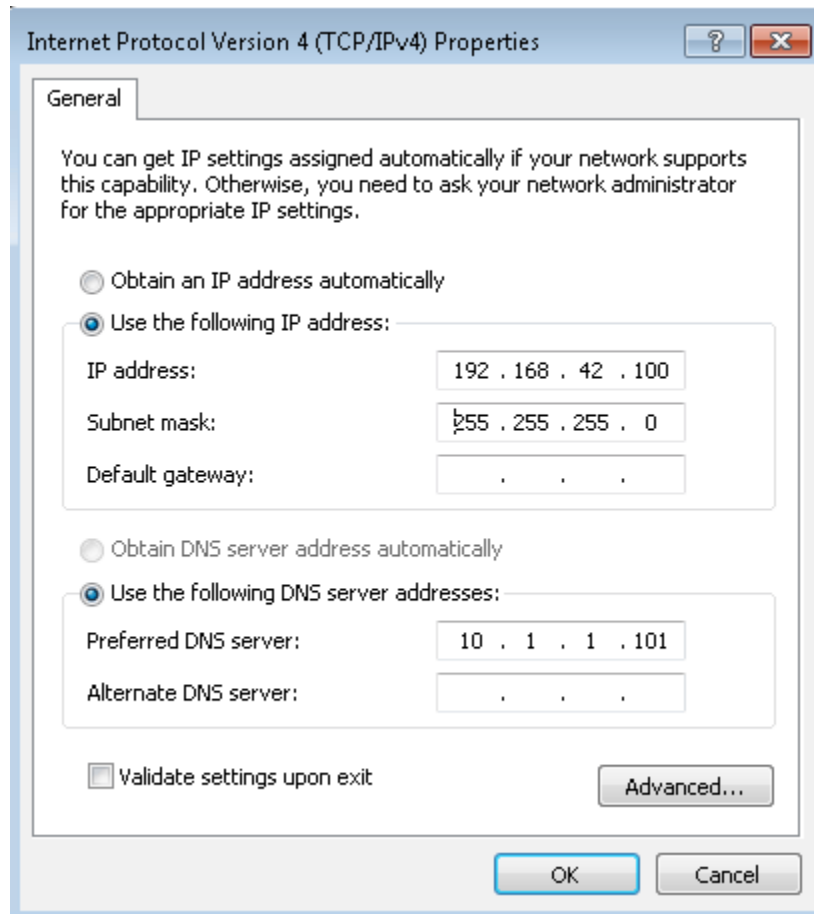 Internet Protocol Version 4 (TCP/IPv4) Properties
?
General
You can get IP settings assigned automatically if your network supports
this capability. Otherwise, you need to ask your network administrator
for the appropriate IP settings.
Obtain an IP address automatically
Use the following IP address:
IP address: 192 . 168 . 42 . 100
Subnet mask: 255 . 255 . 255 . 0
Default gateway: . . .
Obtain DNS server address automatically
Use the following DNS server addresses:
Preferred DNS server: 10 . 1 . 1 . 101
Alternate DNS server: . . .
Validate settings upon exit
Advanced...
OK Cancel